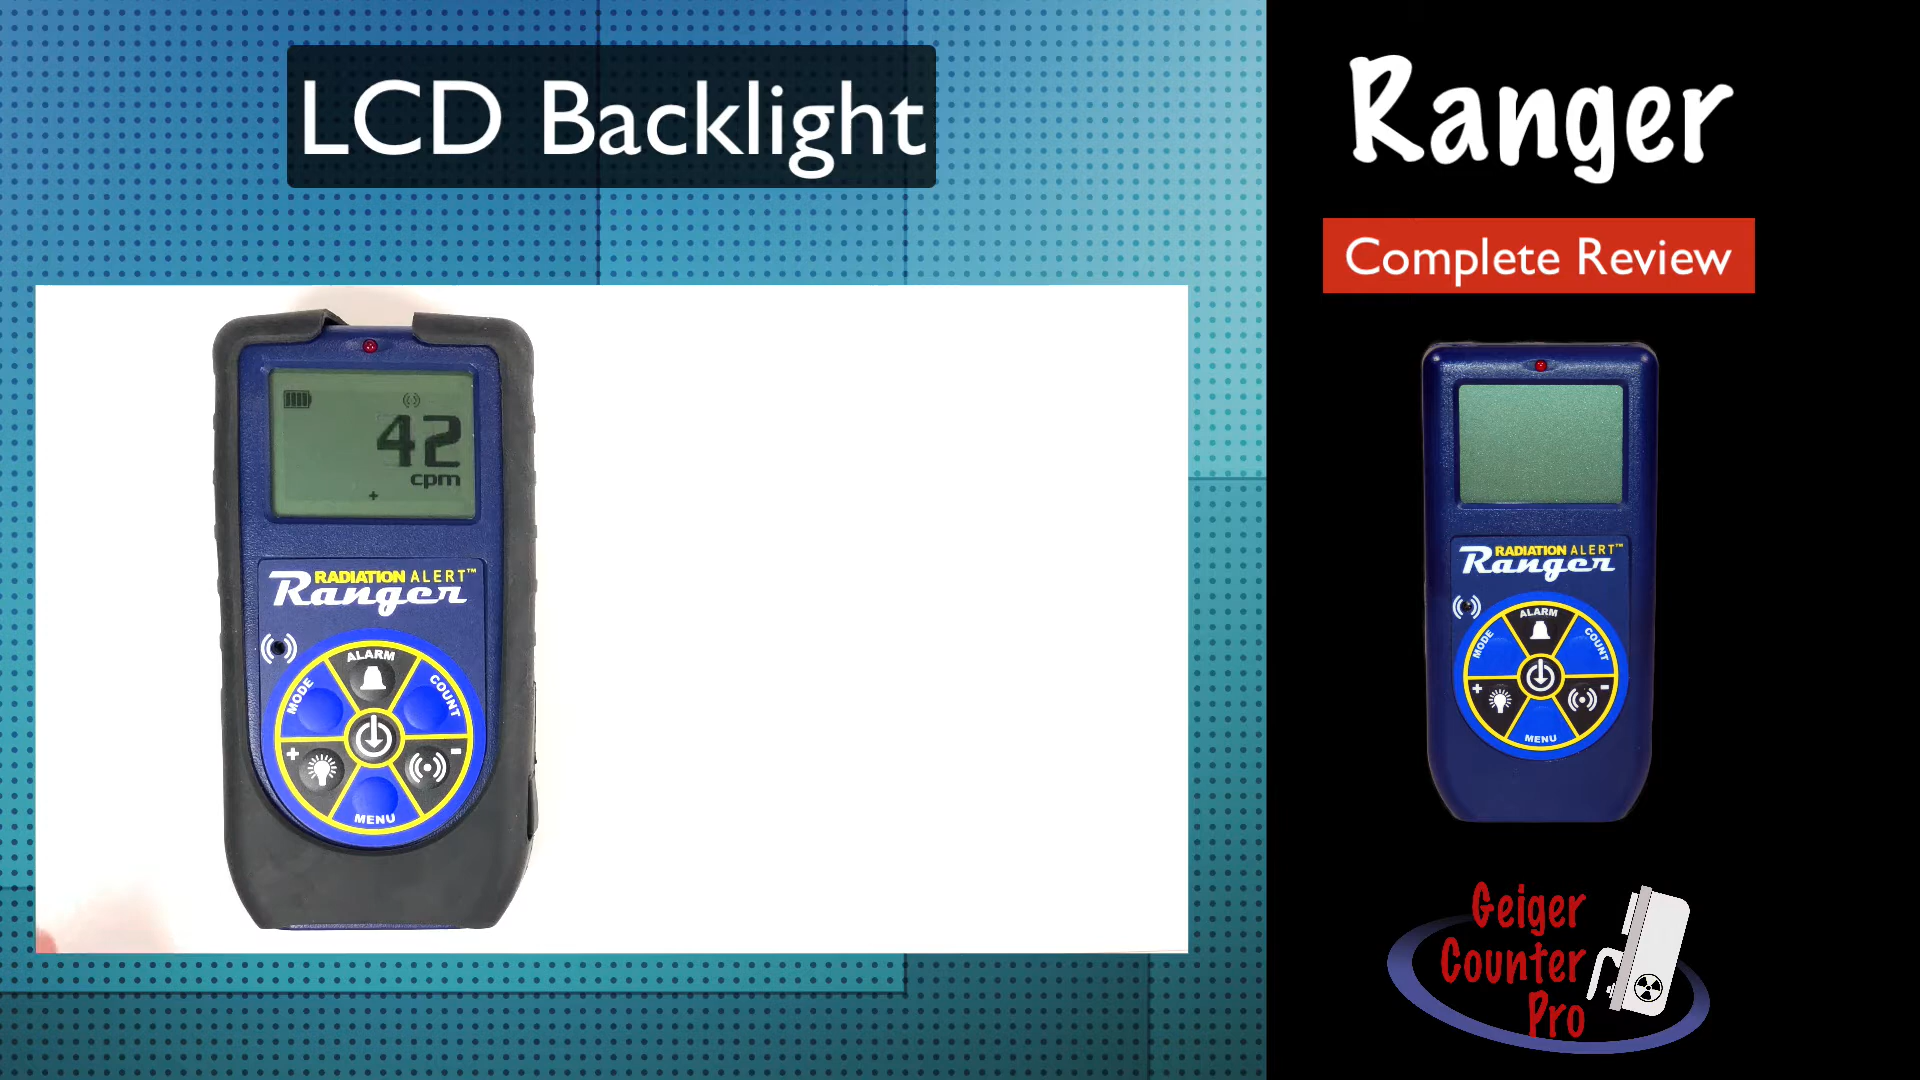 LCD Backlight
42
cpm
+
RADIATION ALERT™
Ranger
ALARM
MODE
COUNT
+
-
MENU
Ranger
Complete Review
RADIATION ALERT™
Ranger
ALARM
MODE
COUNT
+
-
MENU
Geiger
Counter
Pro